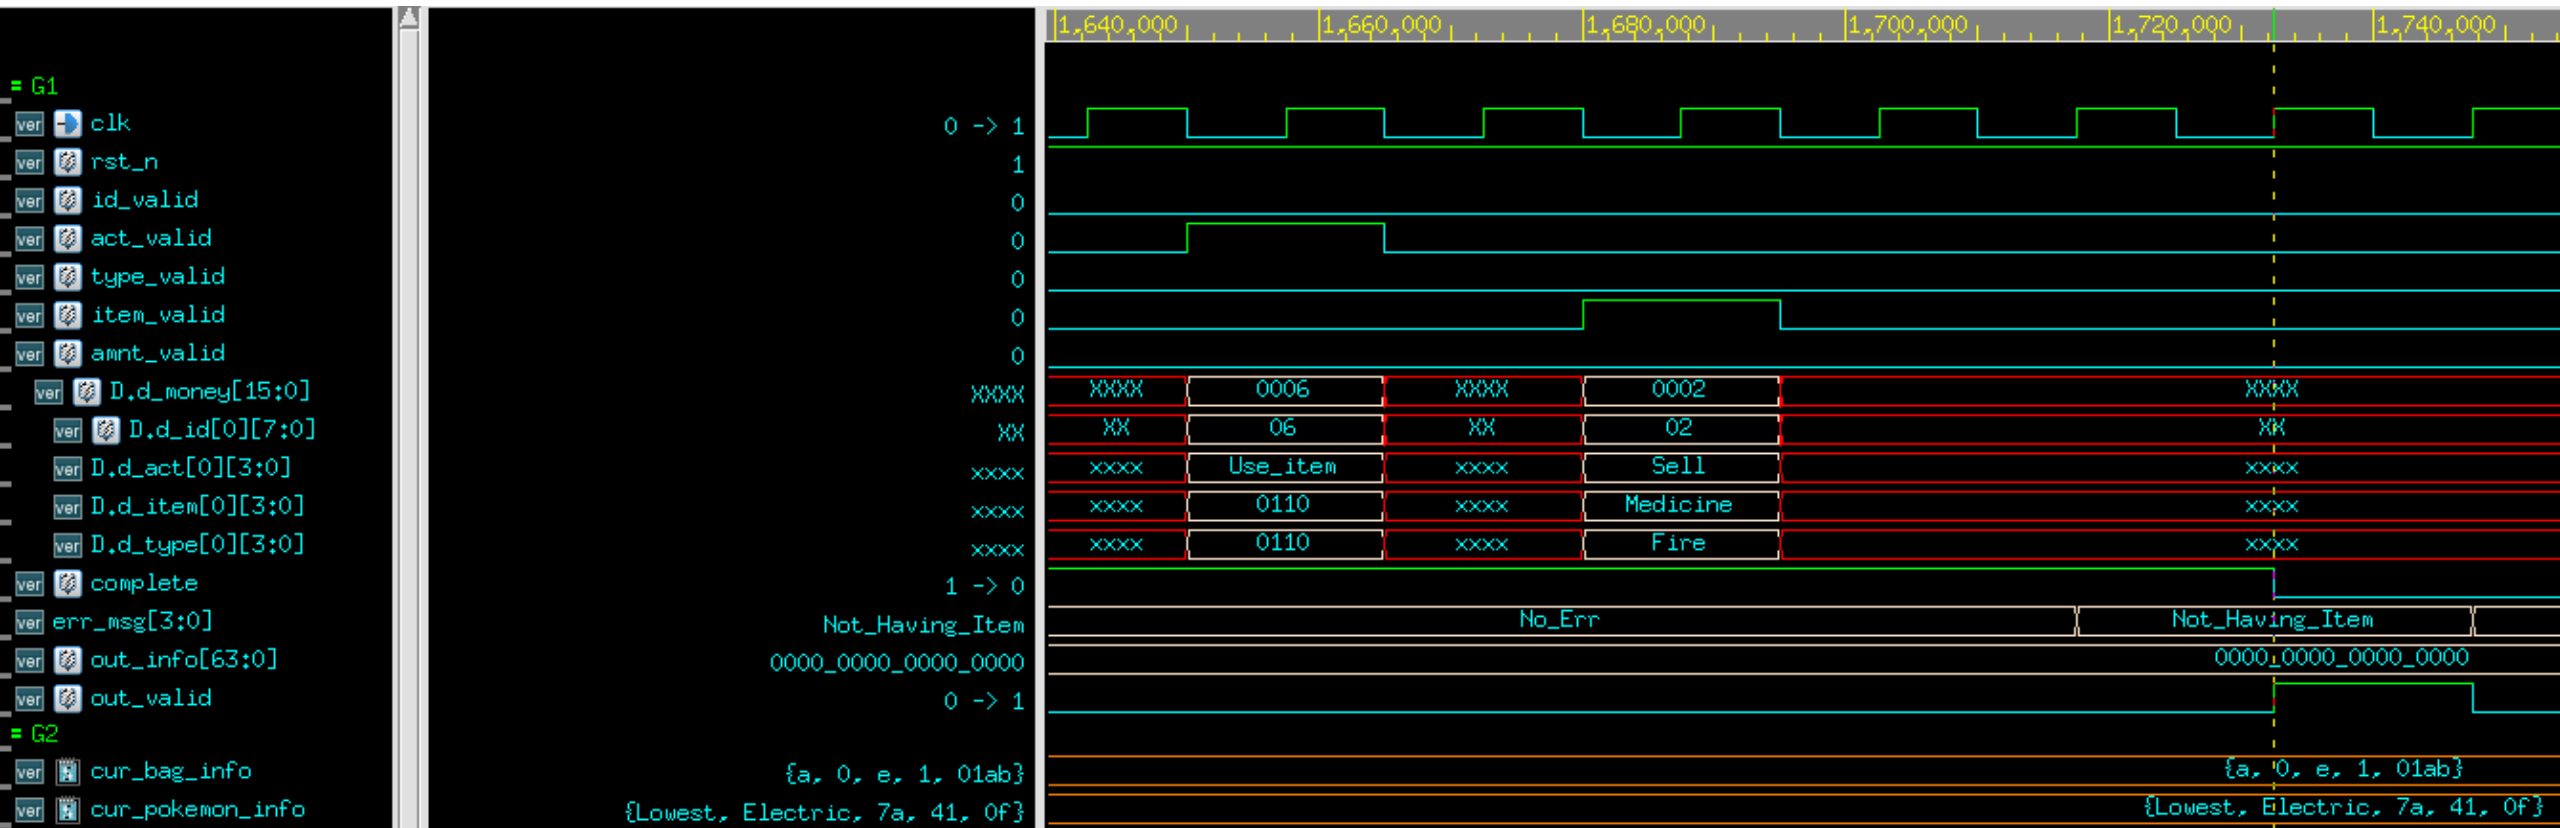 1,640,000 1,660,000 1,680,000 1,700,000 1,720,000 1,740,000
= G1
ver clk 0 -> 1
ver rst_n 1
ver id_valid 0
ver act_valid 0
ver type_valid 0
ver item_valid 0
ver amnt_valid 0
ver D.d_money[15:0] XXXX XXXX 0006 XXXX 0002 XXXX
ver D.d_id[0][7:0] XX XX 06 XX 02 XX
ver D.d_act[0][3:0] xxxx xxxx Use_item xxxx Sell xxxx
ver D.d_item[0][3:0] xxxx xxxx 0110 xxxx Medicine xxxx
ver D.d_type[0][3:0] xxxx xxxx 0110 xxxx Fire xxxx
ver complete 1 -> 0
ver err_msg[3:0] Not_Having_Item No_Err Not_Having_Item
ver out_info[63:0] 0000_0000_0000_0000 0000_0000_0000_0000
ver out_valid 0 -> 1
= G2
ver cur_bag_info {a, 0, e, 1, 01ab} {a, 0, e, 1, 01ab}
ver cur_pokemon_info {Lowest, Electric, 7a, 41, 0f} {Lowest, Electric, 7a, 41, 0f}